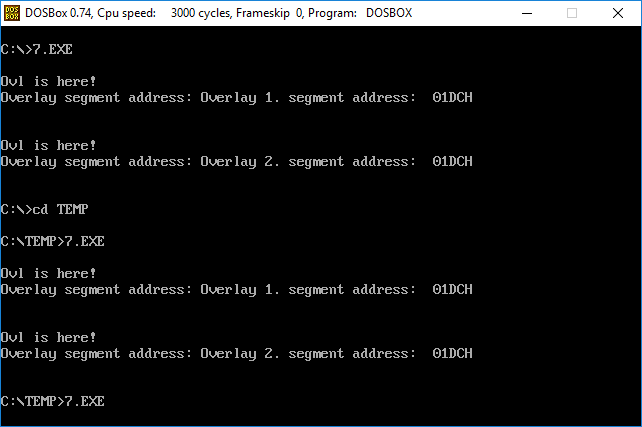 DOS BOX DOSBox 0.74, Cpu speed: 3000 cycles, Frameskip 0, Program: DOSBOX
C:\>7.EXE
Ovl is here!
Overlay segment address: Overlay 1. segment address: 01DCH
Ovl is here!
Overlay segment address: Overlay 2. segment address: 01DCH
C:\>cd TEMP
C:\TEMP>7.EXE
Ovl is here!
Overlay segment address: Overlay 1. segment address: 01DCH
Ovl is here!
Overlay segment address: Overlay 2. segment address: 01DCH
C:\TEMP>7.EXE